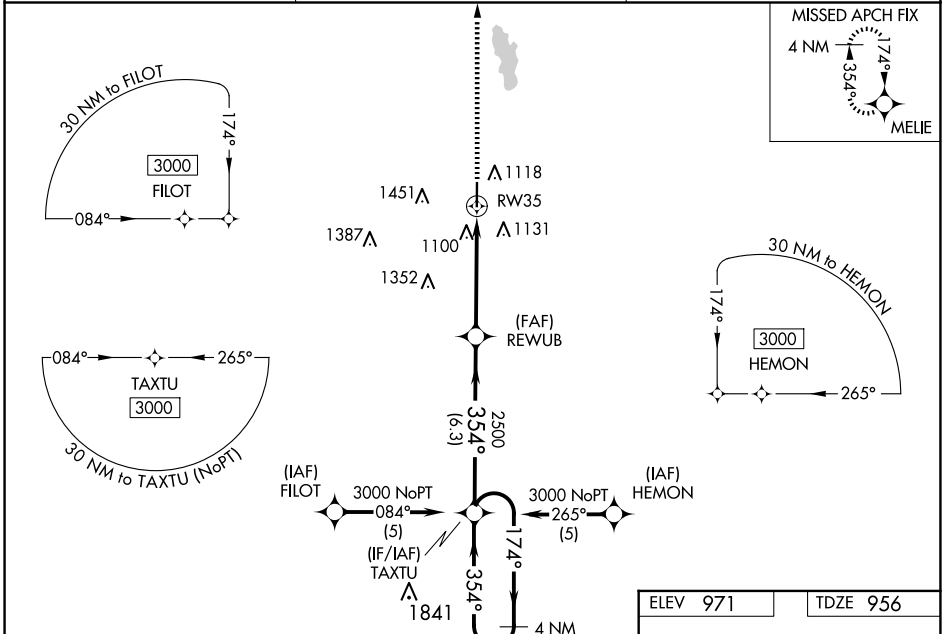 MISSED APCH FIX
4 NM
174°
354°
MELIE
30 NM to FILOT
174°
3000
FILOT
084°
1118
1451
RW35
1387
1100
1131
1352
30 NM to HEMON
174°
3000
HEMON
265°
(FAF)
REWUB
084°
265°
TAXTU
3000
30 NM to TAXTU (NoPT)
2500
354°
(6.3)
(IAF)
FILOT
3000 NoPT
084°
(5)
(IAF)
HEMON
3000 NoPT
265°
(5)
(IF/IAF)
TAXTU
174°
354°
1841
4 NM
ELEV 971
TDZE 956